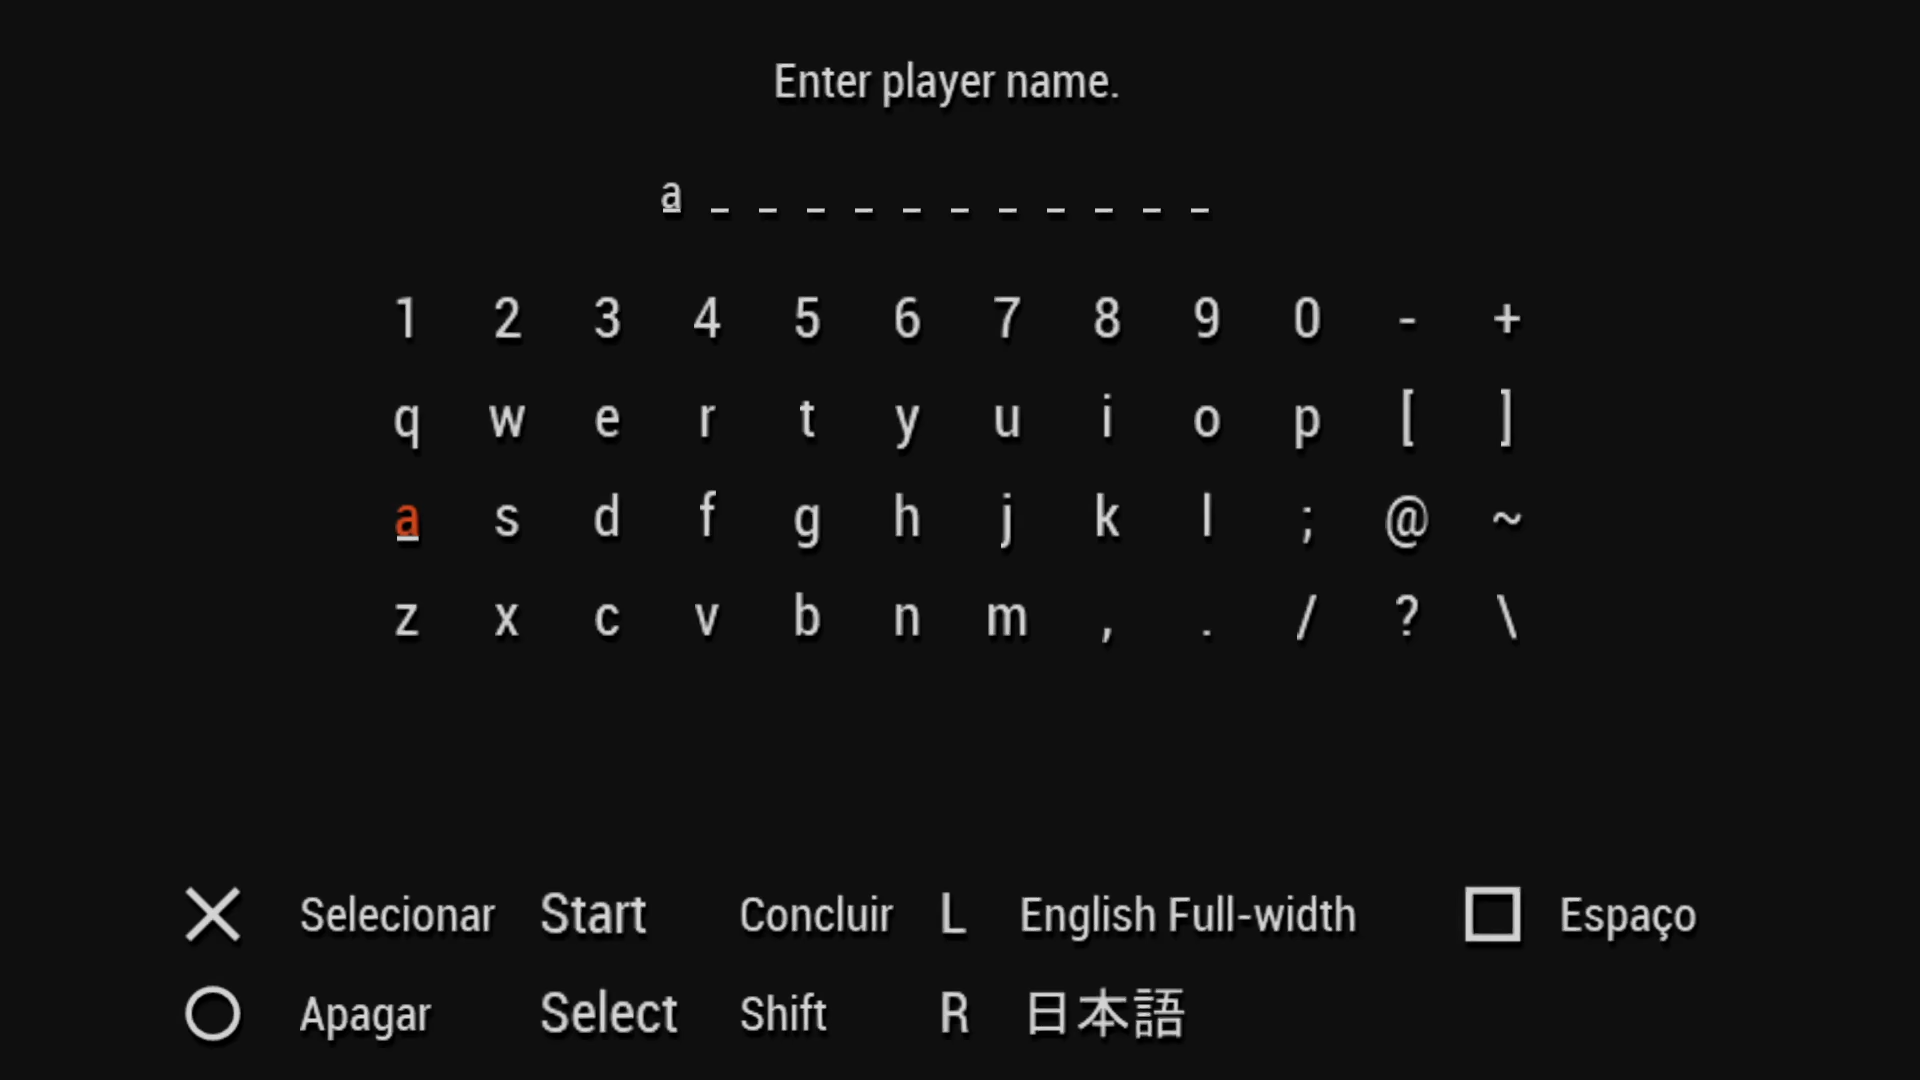 Enter player name.
a _ _ _ _ _ _ _ _ _ _ _
1 2 3 4 5 6 7 8 9 0 - +
q w e r t y u i o p [ ]
a s d f g h j k l ; @ ~
z x c v b n m , . / ? \
Selecionar Start Concluir L English Full-width Espaço
Apagar Select Shift R 日本語